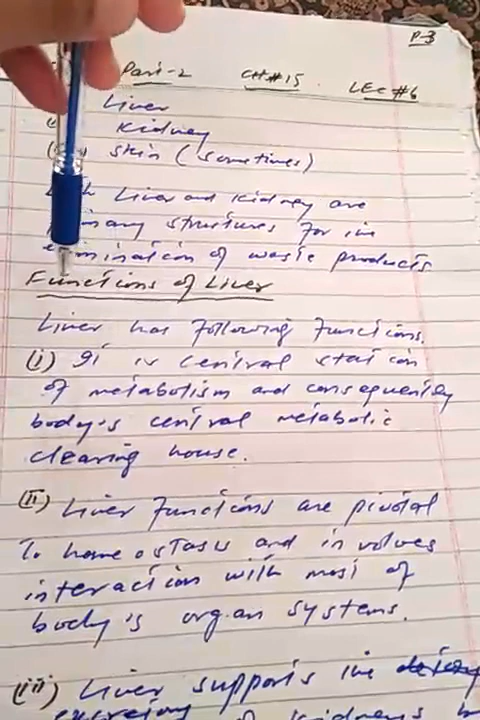 P-3
Part-2 CH#15 LEC#6
Liver
Kidney
Skin (Sometimes)
Liver and Kidney are
structures for the
elimination of waste products
Functions of Liver
Liver has following functions.
(i) It is central station
of metabolism and consequently
body's central metabolic
clearing house.
(ii) Liver functions are pivotal
To homeostasis and involves
interaction with most of
body's organ systems.
(iii) Liver supports the
excretory of kidneys